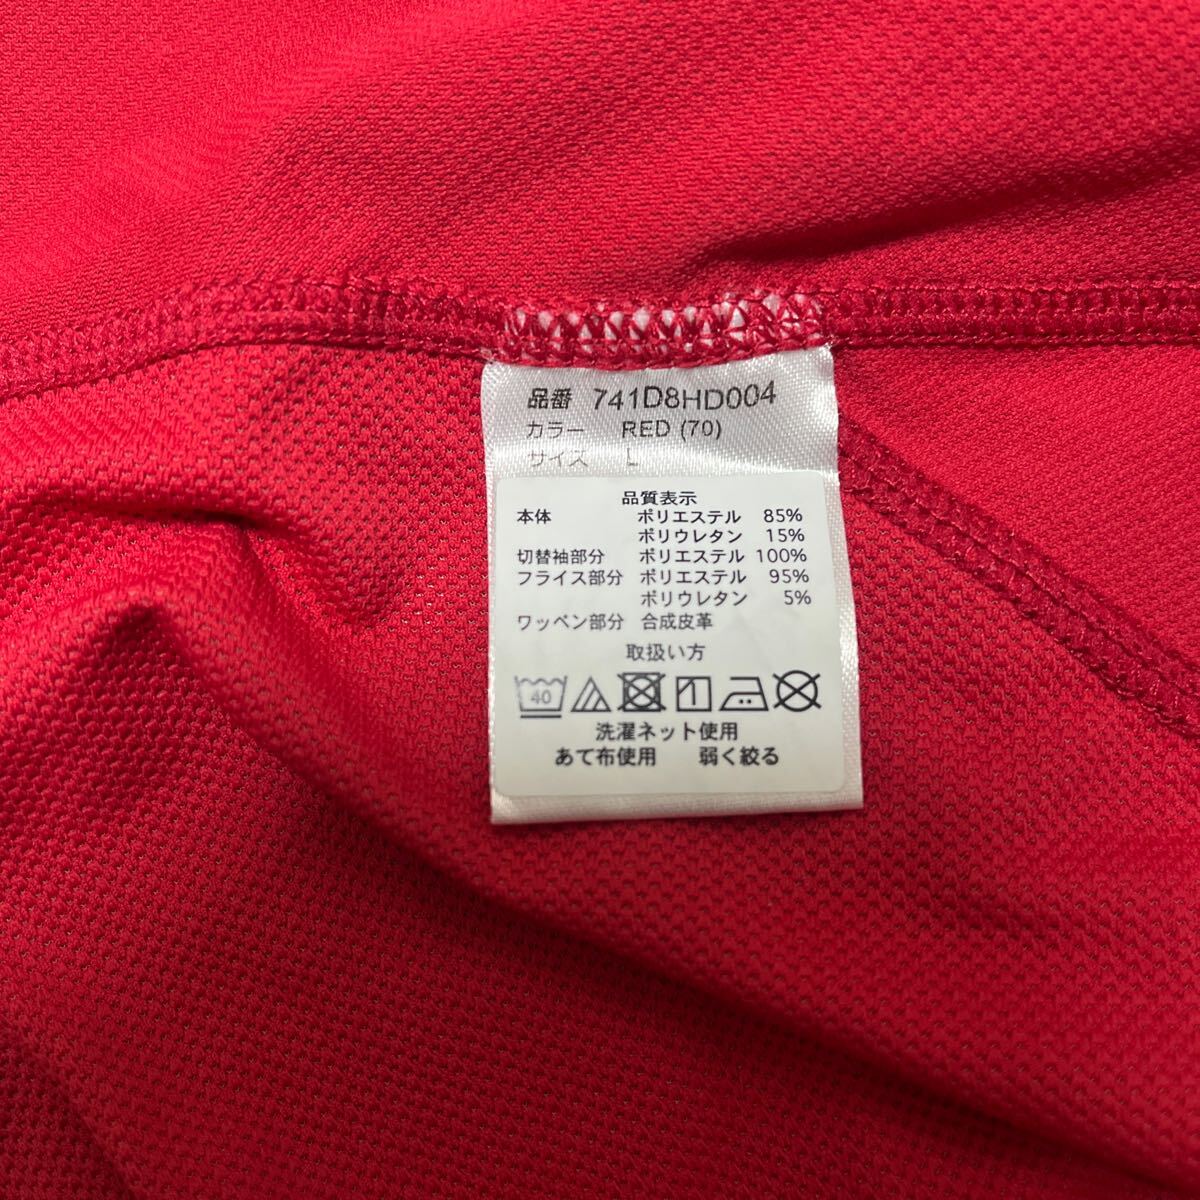 品番 741D8HD004
カラー RED (70)
サイズ L
品質表示
本体 ポリエステル 85%
ポリウレタン 15%
切替袖部分 ポリエステル 100%
フライス部分 ポリエステル 95%
ポリウレタン 5%
ワッペン部分 合成皮革
取扱い方
40
洗濯ネット使用
あて布使用 弱く絞る